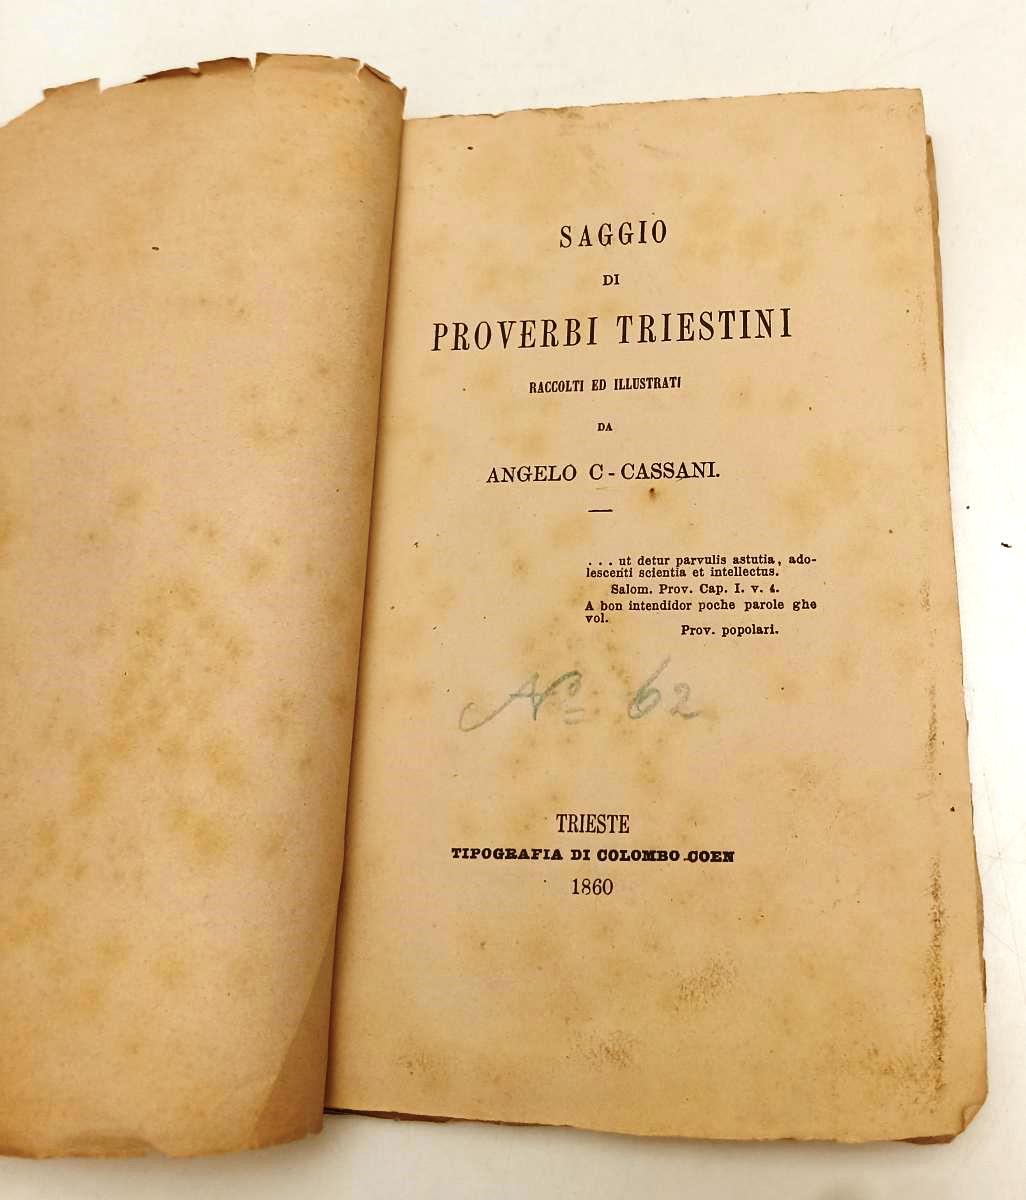 SAGGIO
DI
PROVERBI TRIESTINI
RACCOLTI ED ILLUSTRATI
DA
ANGELO C-CASSANI.
. . . ut detur parvulis astutia, ado-
lescenti scientia et intellectus.
Salom. Prov. Cap. I. v. 4.
A bon intendidor poche parole ghe
vol.
Prov. popolari.
Nº 62
TRIESTE
TIPOGRAFIA DI COLOMBO COEN
1860